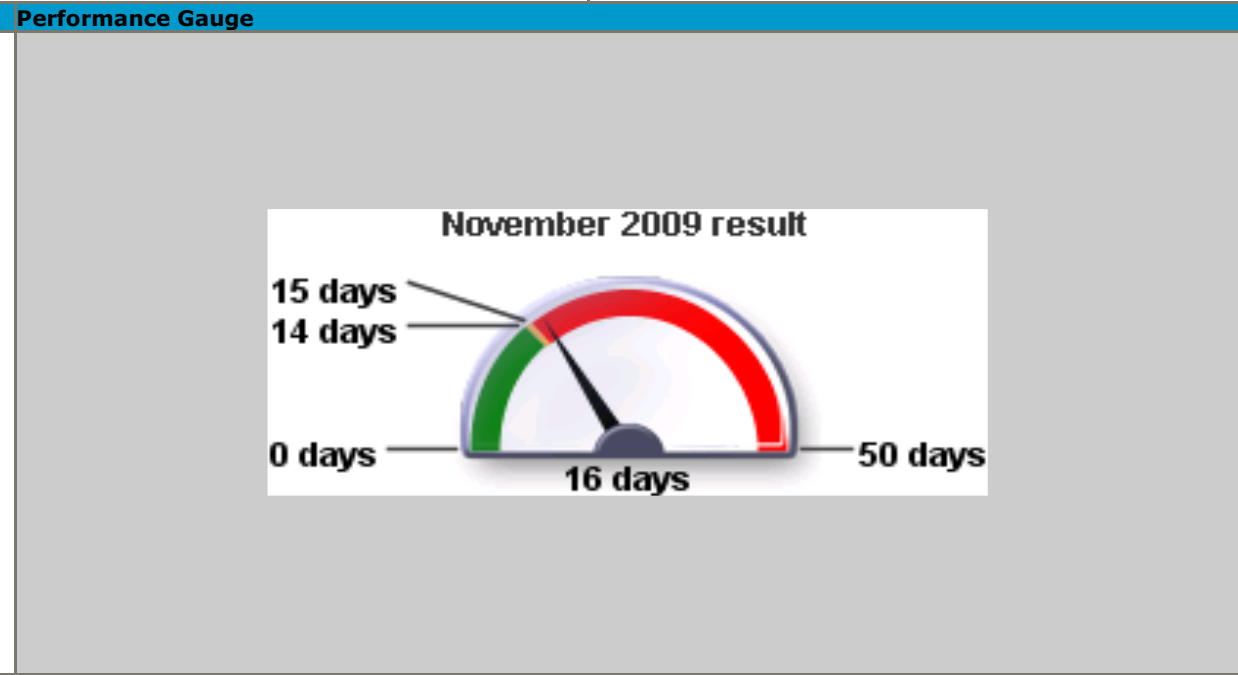 Performance Gauge
November 2009 result
15 days
14 days
0 days
50 days
16 days